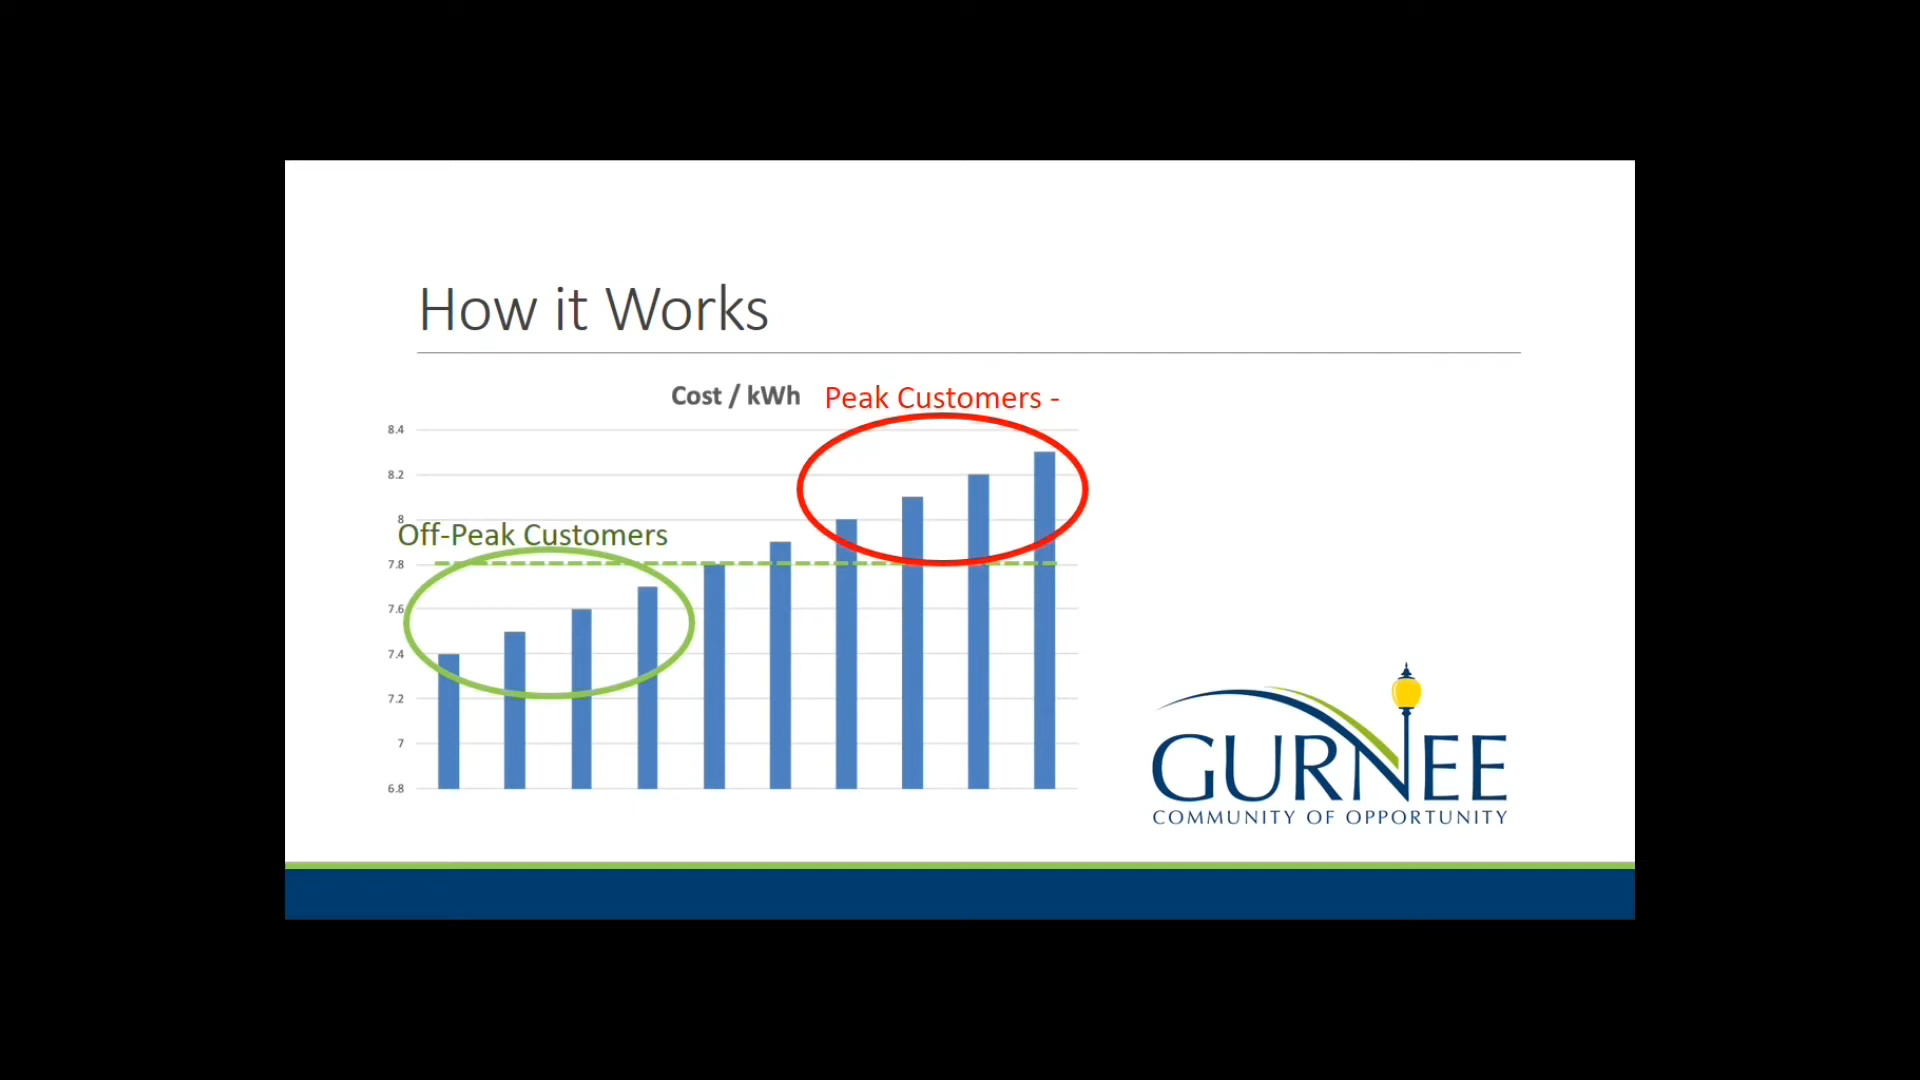 How it Works
Cost / kWh
Peak Customers -
8.4
8.2
8
Off-Peak Customers
7.8
7.6
7.4
7.2
7
6.8
GURNEE
COMMUNITY OF OPPORTUNITY